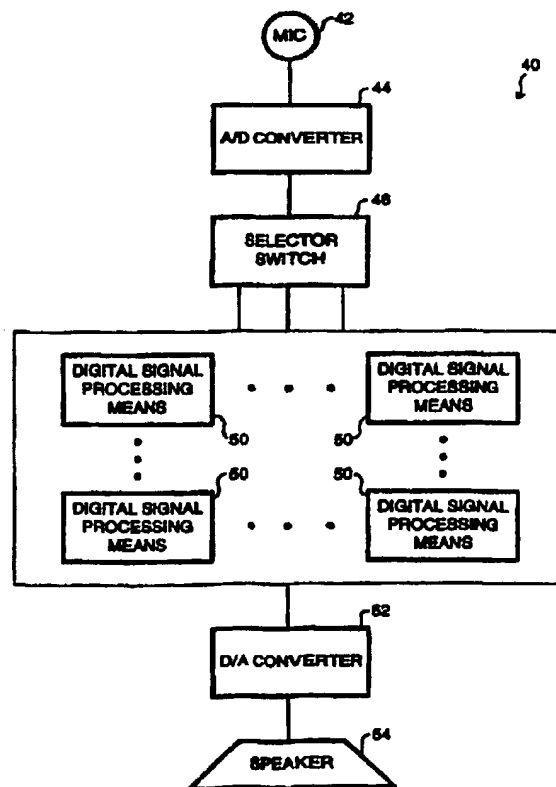 MIC
42
40
44
A/D CONVERTER
46
SELECTOR
SWITCH
DIGITAL SIGNAL
PROCESSING
MEANS
DIGITAL SIGNAL
PROCESSING
MEANS
50
50
50
50
DIGITAL SIGNAL
PROCESSING
MEANS
DIGITAL SIGNAL
PROCESSING
MEANS
52
D/A CONVERTER
54
SPEAKER